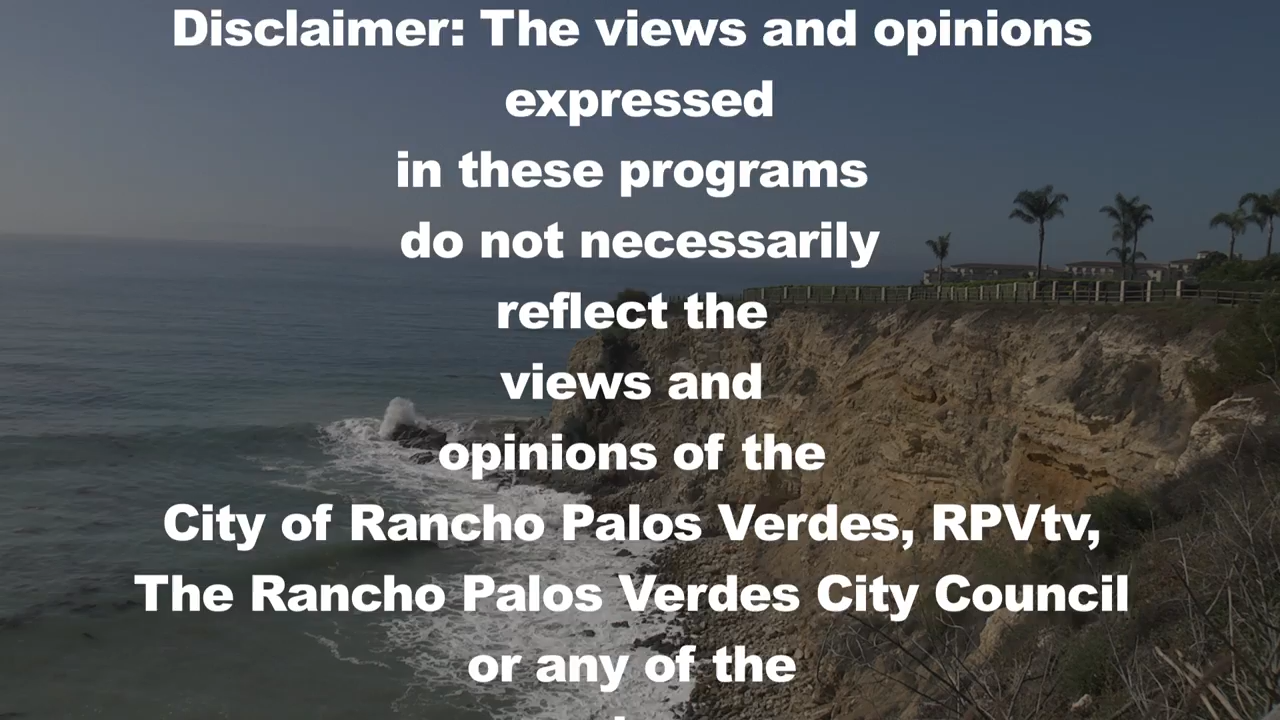 Disclaimer: The views and opinions
expressed
in these programs
do not necessarily
reflect the
views and
opinions of the
City of Rancho Palos Verdes, RPVtv,
The Rancho Palos Verdes City Council
or any of the